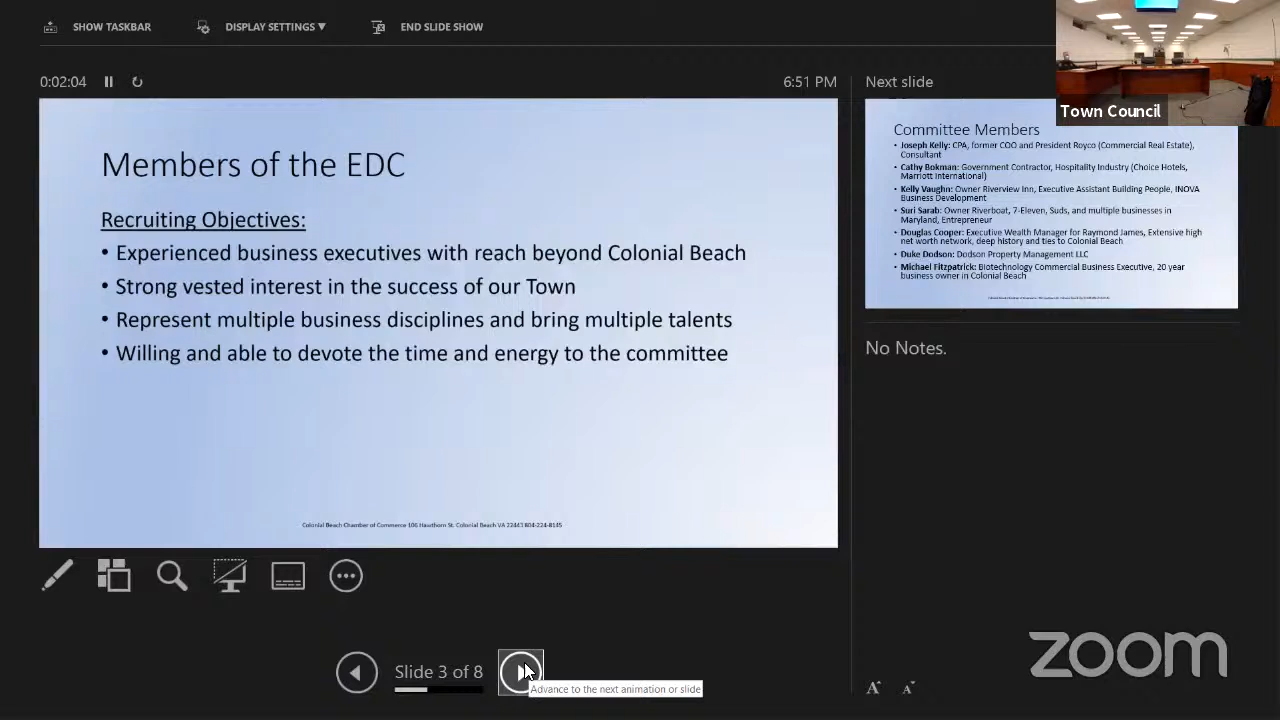 SHOW TASKBAR
DISPLAY SETTINGS ▼
END SLIDE SHOW
0:02:04
6:51 PM
Members of the EDC
Recruiting Objectives:
• Experienced business executives with reach beyond Colonial Beach
• Strong vested interest in the success of our Town
• Represent multiple business disciplines and bring multiple talents
• Willing and able to devote the time and energy to the committee
Colonial Beach Chamber of Commerce 106 Hawthorn St. Colonial Beach VA 22443 804-224-8145
Slide 3 of 8
Advance to the next animation or slide
Next slide
Town Council
Committee Members
• Joseph Kelly: CPA, former COO and President Royco (Commercial Real Estate),
Consultant
• Cathy Bokman: Government Contractor, Hospitality Industry (Choice Hotels,
Marriott International)
• Kelly Vaughn: Owner Riverview Inn, Executive Assistant Building People, INOVA
Business Development
• Suri Sarab: Owner Riverboat, 7-Eleven, Suds, and multiple businesses in
Maryland, Entrepreneur
• Douglas Cooper: Executive Wealth Manager for Raymond James, Extensive high
net worth network, deep history and ties to Colonial Beach
• Duke Dodson: Dodson Property Management LLC
• Michael Fitzpatrick: Biotechnology Commercial Business Executive, 20 year
business owner in Colonial Beach
No Notes.
A A
zoom